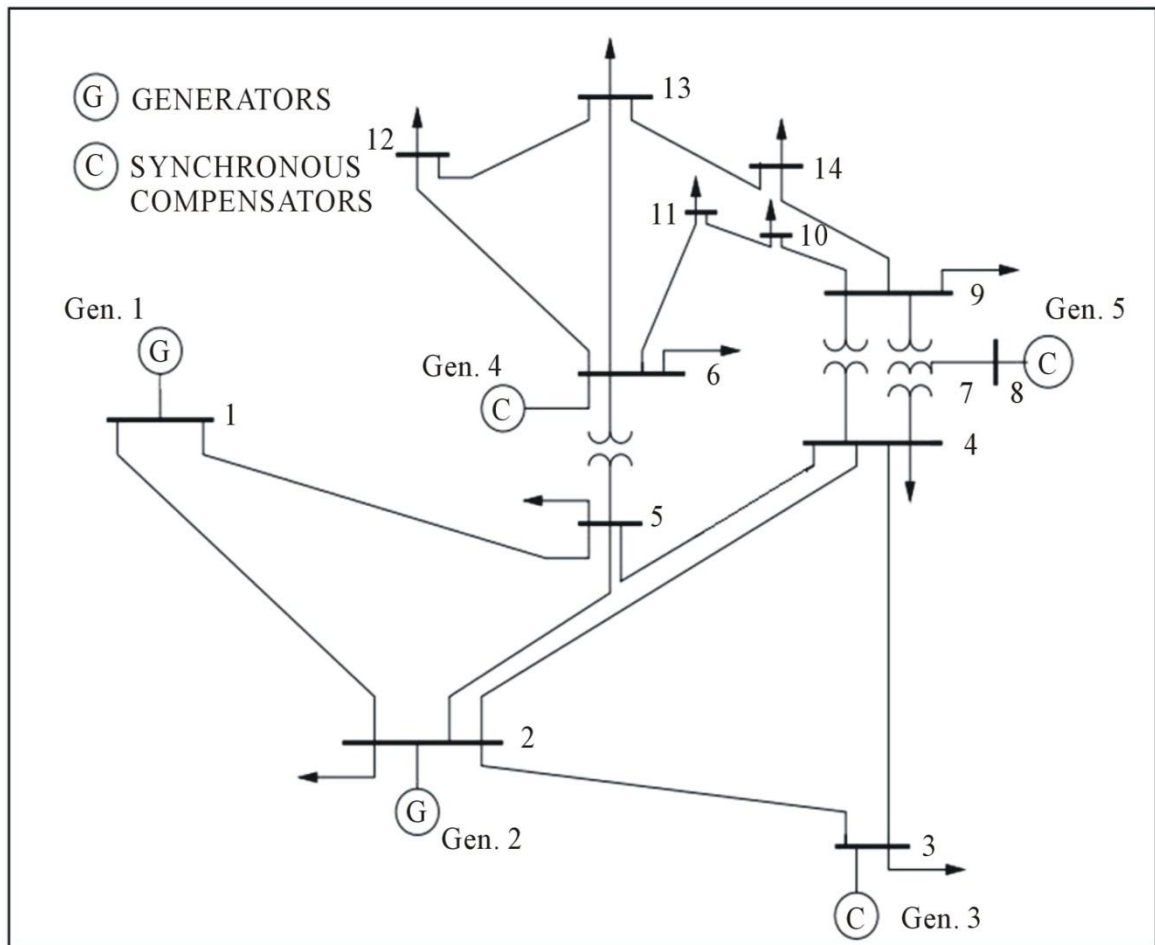 G GENERATORS
C SYNCHRONOUS
COMPENSATORS
13
12
14
11
10
9
Gen. 1
G
Gen. 5
C
Gen. 4
C
6
7
8
1
4
5
2
G
Gen. 2
3
C
Gen. 3